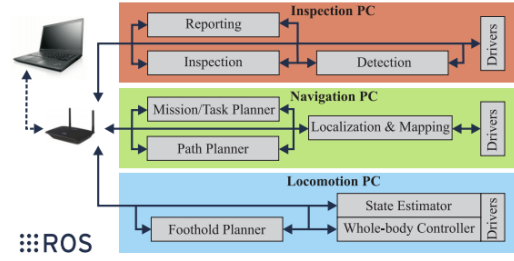 Inspection PC
Reporting
Inspection
Detection
Drivers
Navigation PC
Mission/Task Planner
Path Planner
Localization & Mapping
Drivers
Locomotion PC
Foothold Planner
State Estimator
Whole-body Controller
Drivers
ROS